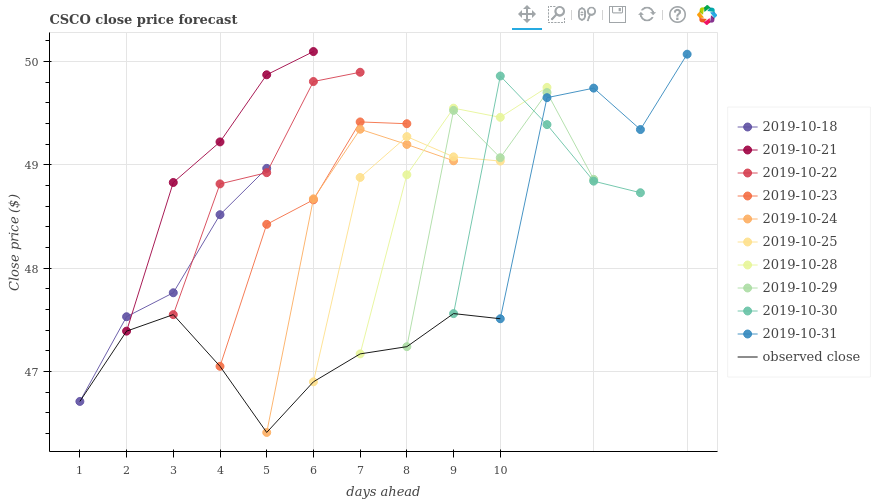 CSCO close price forecast
50
49
48
47
Close price ($)
1 2 3 4 5 6 7 8 9 10
days ahead
2019-10-18
2019-10-21
2019-10-22
2019-10-23
2019-10-24
2019-10-25
2019-10-28
2019-10-29
2019-10-30
2019-10-31
observed close